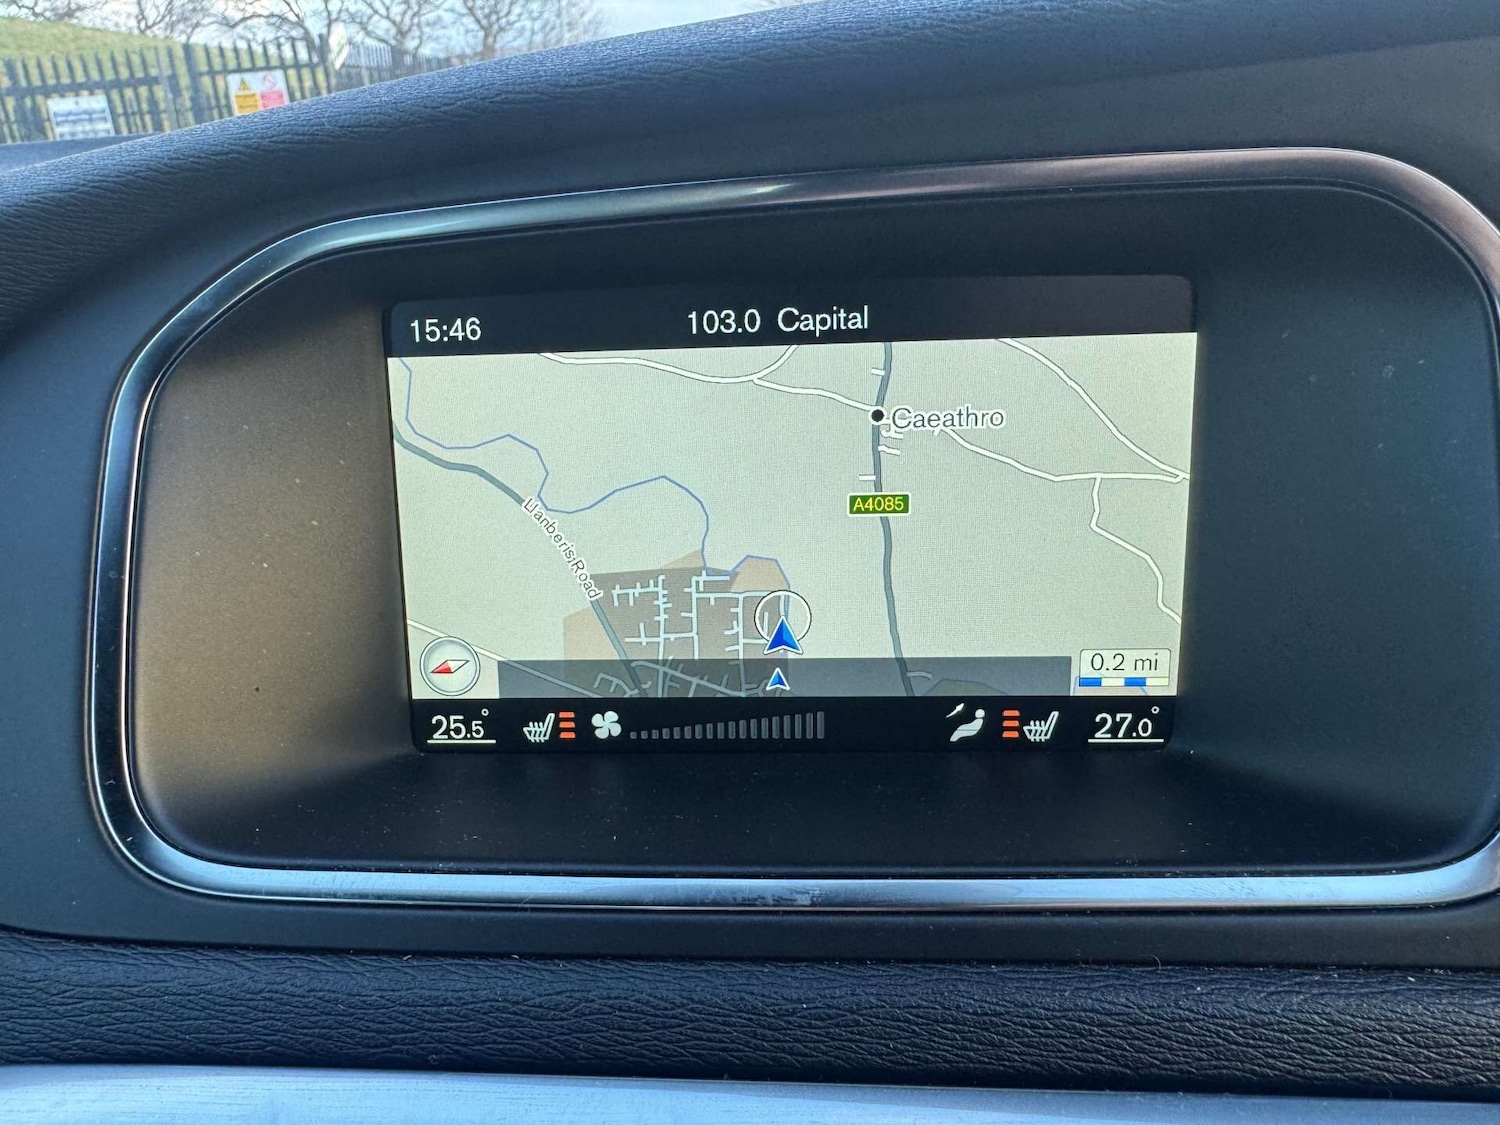 15:46
103.0 Capital
Caeathro
A4085
Llanberis Road
0.2 mi
25.5°
27.0°